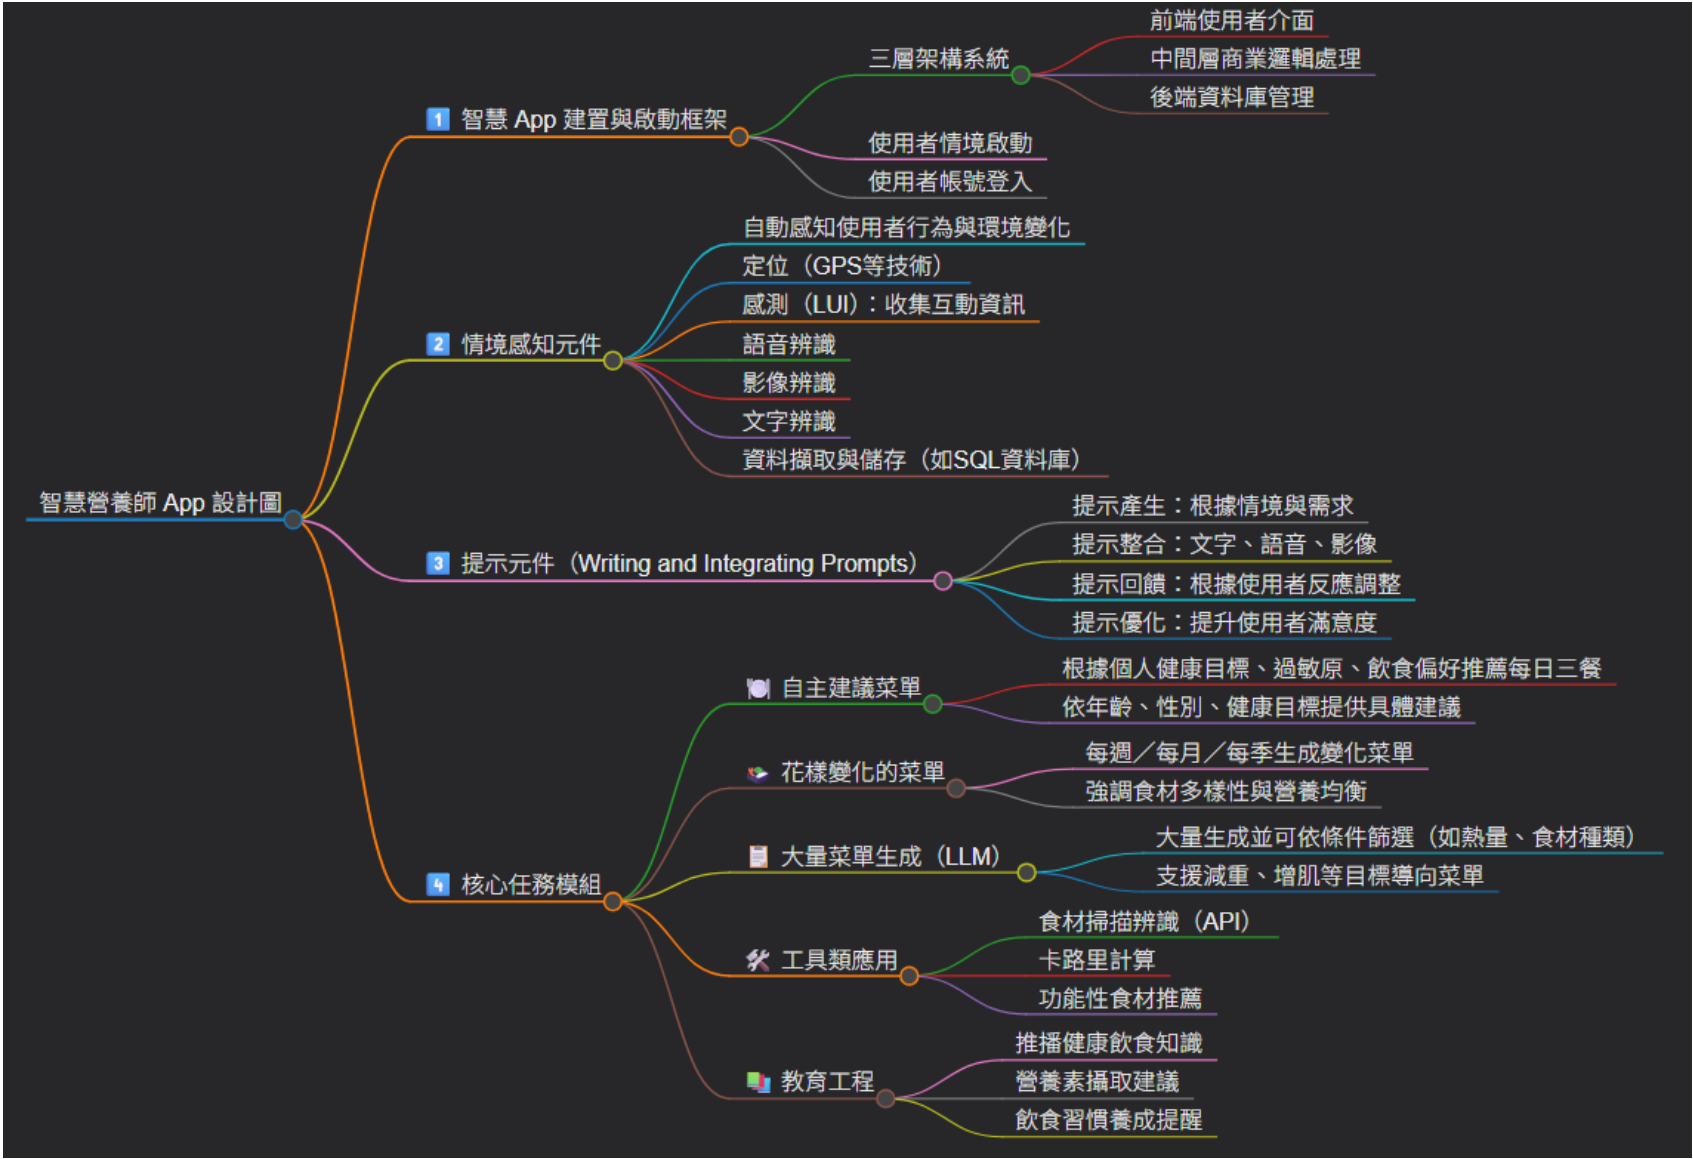 智慧營養師 App 設計圖
1 智慧 App 建置與啟動框架
三層架構系統
前端使用者介面
中間層商業邏輯處理
後端資料庫管理
使用者情境啟動
使用者帳號登入
2 情境感知元件
自動感知使用者行為與環境變化
定位（GPS等技術）
感測（LUI）：收集互動資訊
語音辨識
影像辨識
文字辨識
資料擷取與儲存（如SQL資料庫）
3 提示元件（Writing and Integrating Prompts）
提示產生：根據情境與需求
提示整合：文字、語音、影像
提示回饋：根據使用者反應調整
提示優化：提升使用者滿意度
4 核心任務模組
自主建議菜單
根據個人健康目標、過敏原、飲食偏好推薦每日三餐
依年齡、性別、健康目標提供具體建議
花樣變化的菜單
每週／每月／每季生成變化菜單
強調食材多樣性與營養均衡
大量菜單生成（LLM）
大量生成並可依條件篩選（如熱量、食材種類）
支援減重、增肌等目標導向菜單
工具類應用
食材掃描辨識（API）
卡路里計算
功能性食材推薦
教育工程
推播健康飲食知識
營養素攝取建議
飲食習慣養成提醒